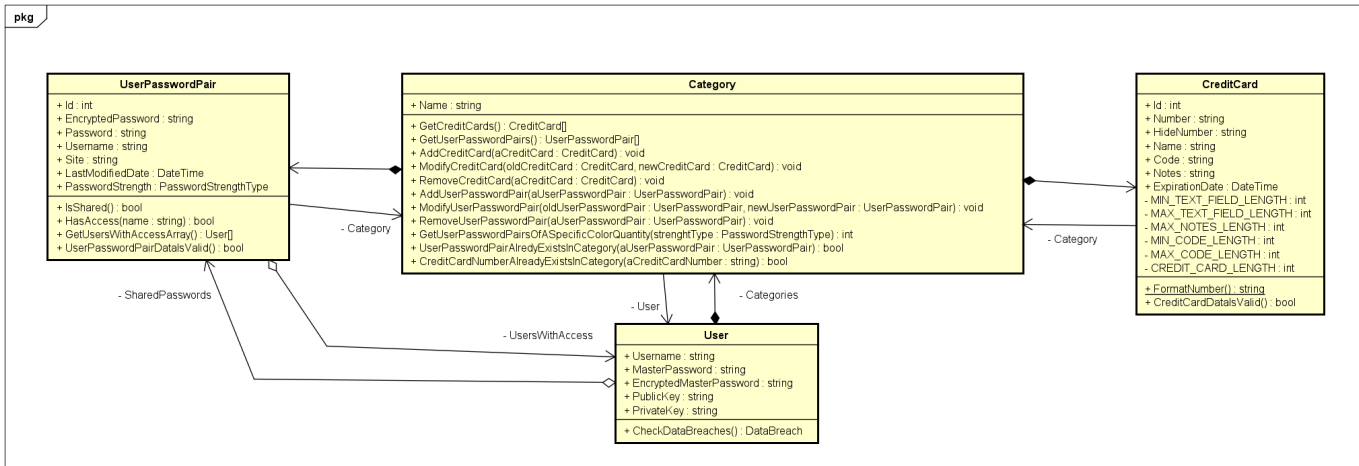 pkg
UserPasswordPair
+ Id : int
+ EncryptedPassword : string
+ Password : string
+ Username : string
+ Site : string
+ LastModifiedDate : DateTime
+ PasswordStrength : PasswordStrengthType
+ IsShared() : bool
+ HasAccess(name : string) : bool
+ GetUsersWithAccessArray() : User[]
+ UserPasswordPairDataIsValid() : bool
Category
+ Name : string
+ GetCreditCards() : CreditCard[]
+ GetUserPasswordPairs() : UserPasswordPair[]
+ AddCreditCard(aCreditCard : CreditCard) : void
+ ModifyCreditCard(oldCreditCard : CreditCard, newCreditCard : CreditCard) : void
+ RemoveCreditCard(aCreditCard : CreditCard) : void
+ AddUserPasswordPair(aUserPasswordPair : UserPasswordPair) : void
+ ModifyUserPasswordPair(oldUserPasswordPair : UserPasswordPair, newUserPasswordPair : UserPasswordPair) : void
+ RemoveUserPasswordPair(aUserPasswordPair : UserPasswordPair) : void
+ GetUserPasswordPairsOfASpecificColorQuantity(strenghtType : PasswordStrengthType) : int
+ UserPasswordPairAlredyExistsInCategory(aUserPasswordPair : UserPasswordPair) : bool
+ CreditCardNumberAlreadyExistsInCategory(aCreditCardNumber : string) : bool
CreditCard
+ Id : int
+ Number : string
+ HideNumber : string
+ Name : string
+ Code : string
+ Notes : string
+ ExpirationDate : DateTime
- MIN_TEXT_FIELD_LENGTH : int
- MAX_TEXT_FIELD_LENGTH : int
- MAX_NOTES_LENGTH : int
- MIN_CODE_LENGTH : int
- MAX_CODE_LENGTH : int
- CREDIT_CARD_LENGTH : int
+ FormatNumber() : string
+ CreditCardDataIsValid() : bool
- Category
- Category
- SharedPasswords
- User
- Categories
- UsersWithAccess
User
+ Username : string
+ MasterPassword : string
+ EncryptedMasterPassword : string
+ PublicKey : string
+ PrivateKey : string
+ CheckDataBreaches() : DataBreach